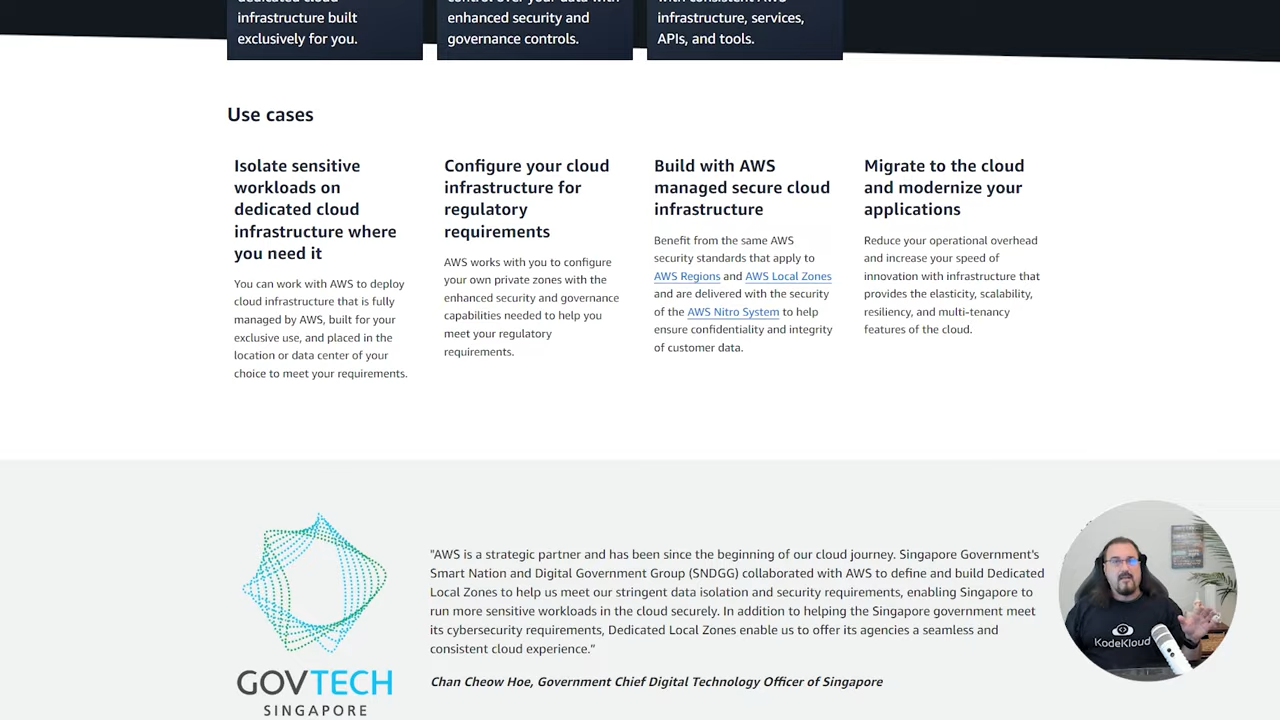 dedicated cloud
infrastructure built
exclusively for you.
control over your data with
enhanced security and
governance controls.
with consistent AWS
infrastructure, services,
APIs, and tools.
Use cases
Isolate sensitive
workloads on
dedicated cloud
infrastructure where
you need it
You can work with AWS to deploy
cloud infrastructure that is fully
managed by AWS, built for your
exclusive use, and placed in the
location or data center of your
choice to meet your requirements.
Configure your cloud
infrastructure for
regulatory
requirements
AWS works with you to configure
your own private zones with the
enhanced security and governance
capabilities needed to help you
meet your regulatory
requirements.
Build with AWS
managed secure cloud
infrastructure
Benefit from the same AWS
security standards that apply to
AWS Regions and AWS Local Zones
and are delivered with the security
of the AWS Nitro System to help
ensure confidentiality and integrity
of customer data.
Migrate to the cloud
and modernize your
applications
Reduce your operational overhead
and increase your speed of
innovation with infrastructure that
provides the elasticity, scalability,
resiliency, and multi-tenancy
features of the cloud.
GOVTECH
SINGAPORE
"AWS is a strategic partner and has been since the beginning of our cloud journey. Singapore Government's
Smart Nation and Digital Government Group (SNDGG) collaborated with AWS to define and build Dedicated
Local Zones to help us meet our stringent data isolation and security requirements, enabling Singapore to
run more sensitive workloads in the cloud securely. In addition to helping the Singapore government meet
its cybersecurity requirements, Dedicated Local Zones enable us to offer its agencies a seamless and
consistent cloud experience."
Chan Cheow Hoe, Government Chief Digital Technology Officer of Singapore
KodeKloud